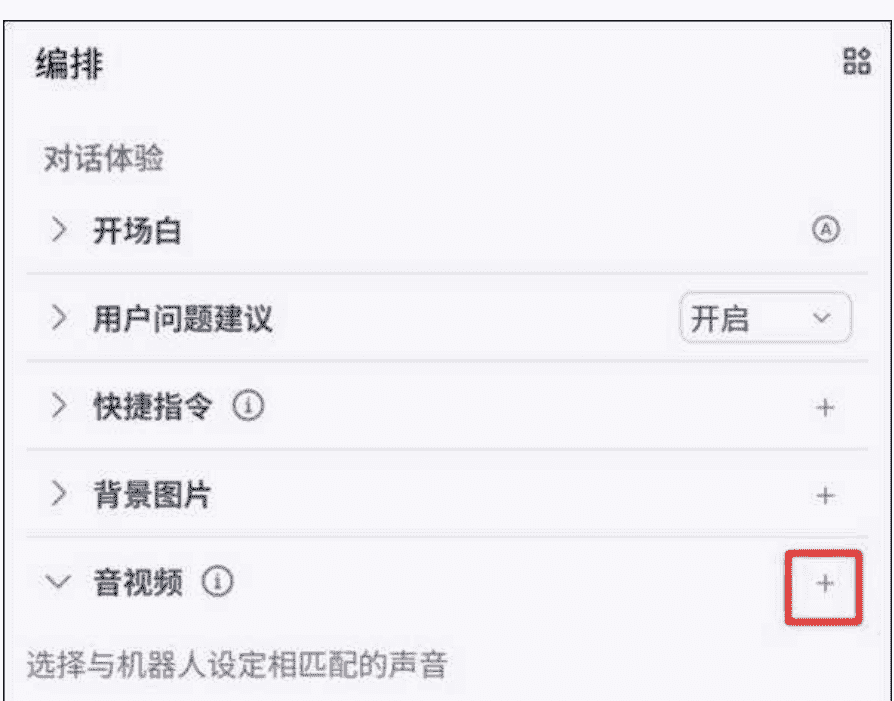 编排
对话体验
开场白
用户问题建议 开启
快捷指令
背景图片
音视频
选择与机器人设定相匹配的声音